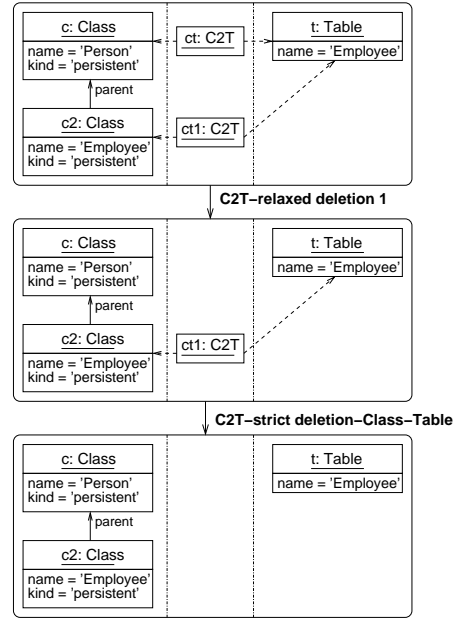 c: Class
ct: C2T
t: Table
name = 'Person'
kind = 'persistent'
name = 'Employee'
parent
c2: Class
ct1: C2T
name = 'Employee'
kind = 'persistent'
C2T–relaxed deletion 1
c: Class
t: Table
name = 'Person'
kind = 'persistent'
name = 'Employee'
parent
c2: Class
ct1: C2T
name = 'Employee'
kind = 'persistent'
C2T–strict deletion–Class–Table
c: Class
t: Table
name = 'Person'
kind = 'persistent'
name = 'Employee'
parent
c2: Class
name = 'Employee'
kind = 'persistent'